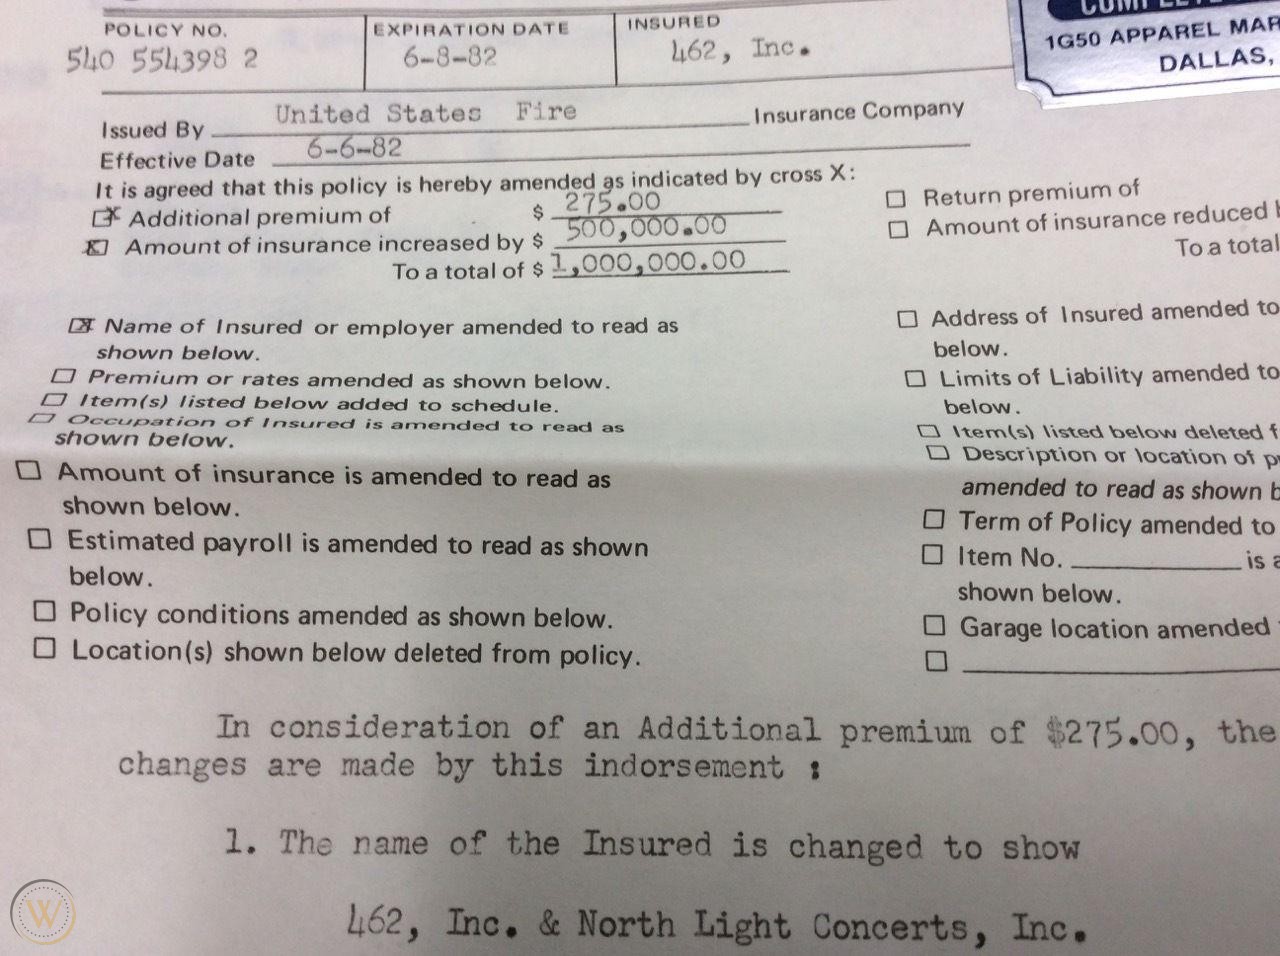 POLICY NO. EXPIRATION DATE INSURED
540 554398 2 6-8-82 462, Inc.
1G50 APPAREL MAR
DALLAS,
Issued By United States Fire Insurance Company
Effective Date 6-6-82
It is agreed that this policy is hereby amended as indicated by cross X:
X Additional premium of $ 275.00
X Amount of insurance increased by $ 500,000.00
To a total of $ 1,000,000.00
Return premium of
Amount of insurance reduced
To a total
X Name of Insured or employer amended to read as
shown below.
Premium or rates amended as shown below.
Item(s) listed below added to schedule.
Occupation of Insured is amended to read as
shown below.
Amount of insurance is amended to read as
shown below.
Estimated payroll is amended to read as shown
below.
Policy conditions amended as shown below.
Location(s) shown below deleted from policy.
Address of Insured amended to
below.
Limits of Liability amended to
below.
Item(s) listed below deleted f
Description or location of p
amended to read as shown b
Term of Policy amended to
Item No. is a
shown below.
Garage location amended
In consideration of an Additional premium of $275.00, the
changes are made by this indorsement :
1. The name of the Insured is changed to show
462, Inc. & North Light Concerts, Inc.
W